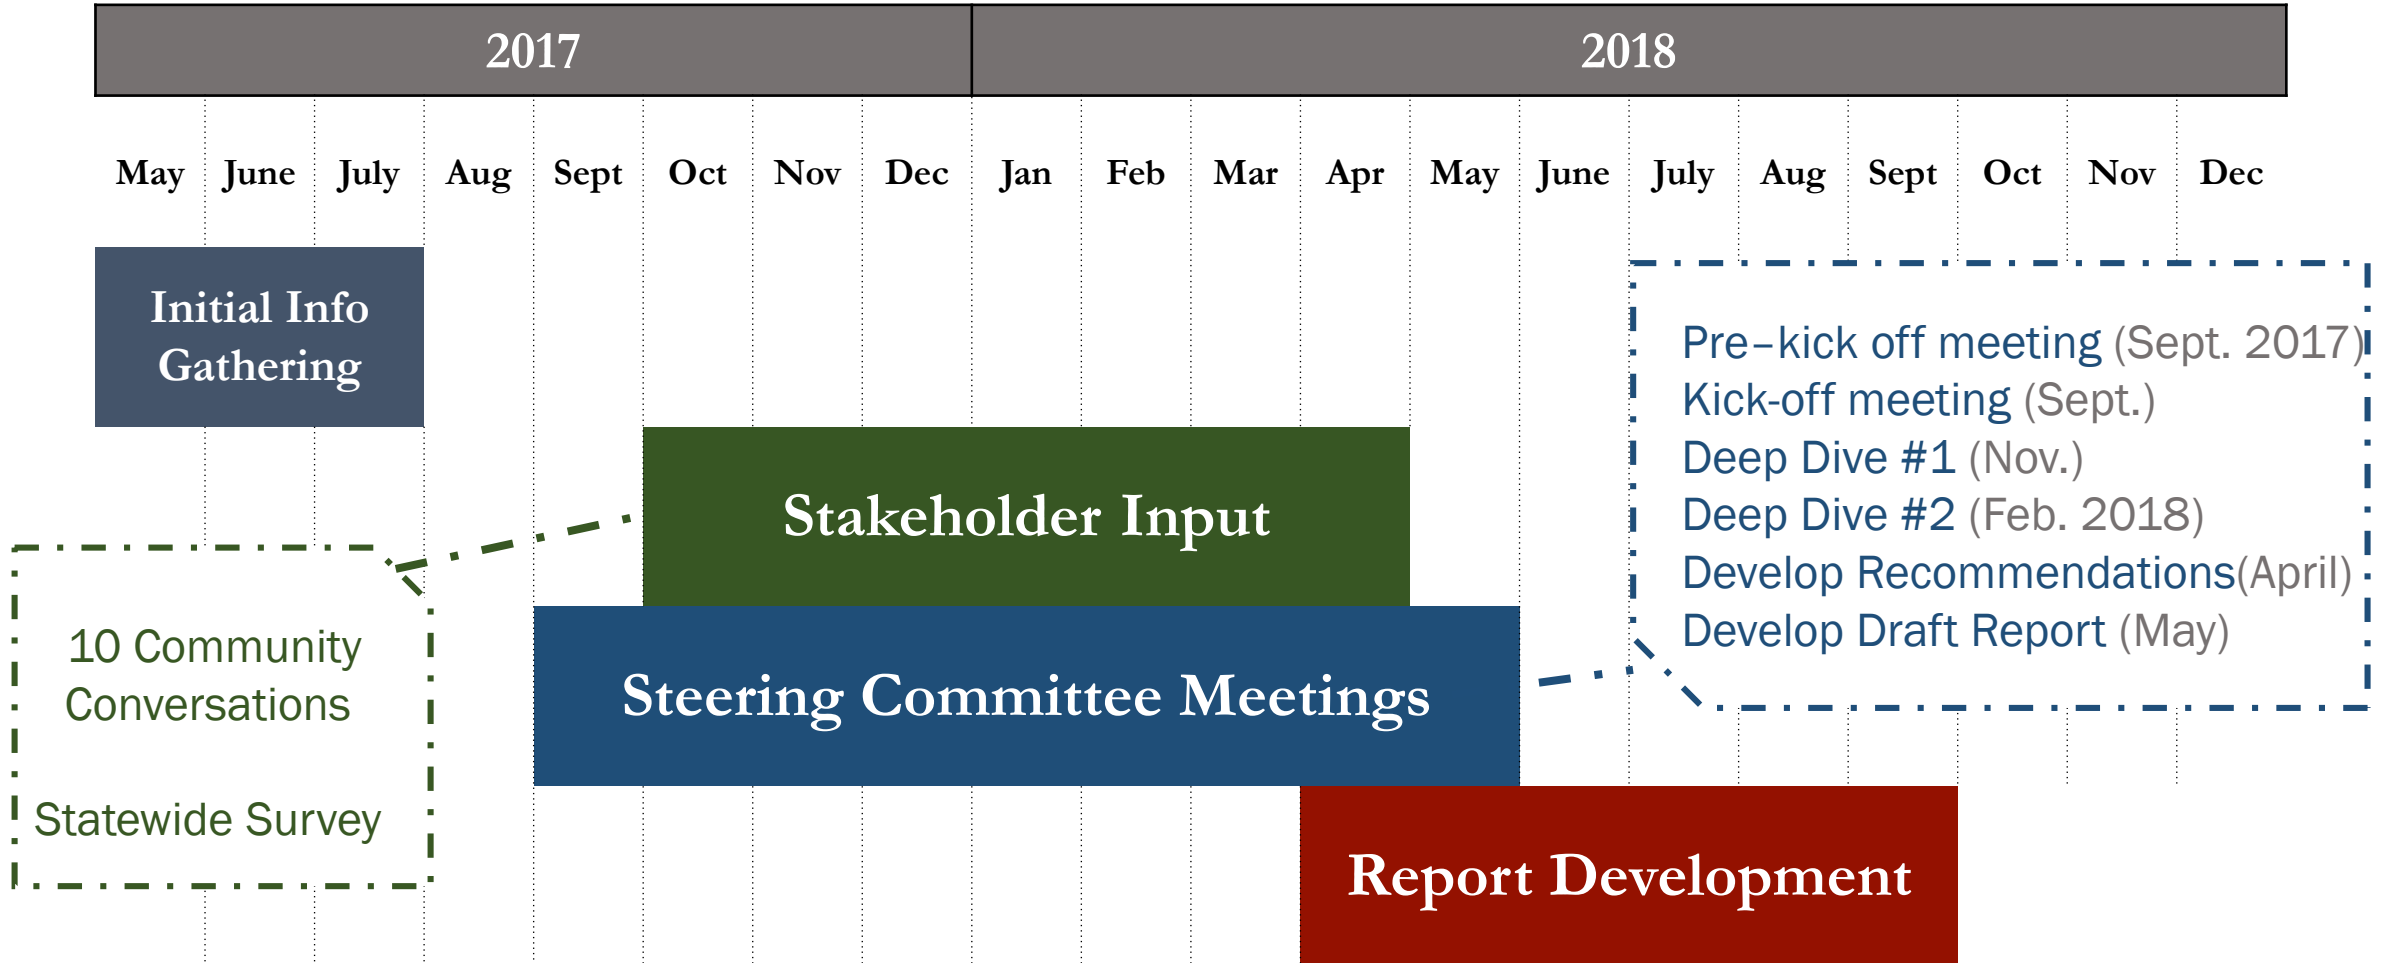 2017 2018
May June July Aug Sept Oct Nov Dec Jan Feb Mar Apr May June July Aug Sept Oct Nov Dec
Initial Info
Gathering
Stakeholder Input
10 Community
Conversations
Statewide Survey
Steering Committee Meetings
Pre–kick off meeting (Sept. 2017)
Kick-off meeting (Sept.)
Deep Dive #1 (Nov.)
Deep Dive #2 (Feb. 2018)
Develop Recommendations(April)
Develop Draft Report (May)
Report Development